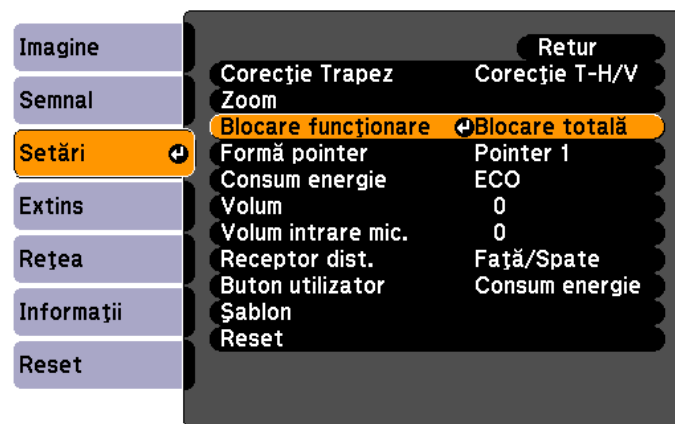 Imagine
Semnal
Setări
Extins
Reţea
Informaţii
Reset
Retur
Corecţie Trapez Corecţie T-H/V
Zoom
Blocare funcţionare Blocare totală
Formă pointer Pointer 1
Consum energie ECO
Volum 0
Volum intrare mic. 0
Receptor dist. Faţă/Spate
Buton utilizator Consum energie
Şablon
Reset